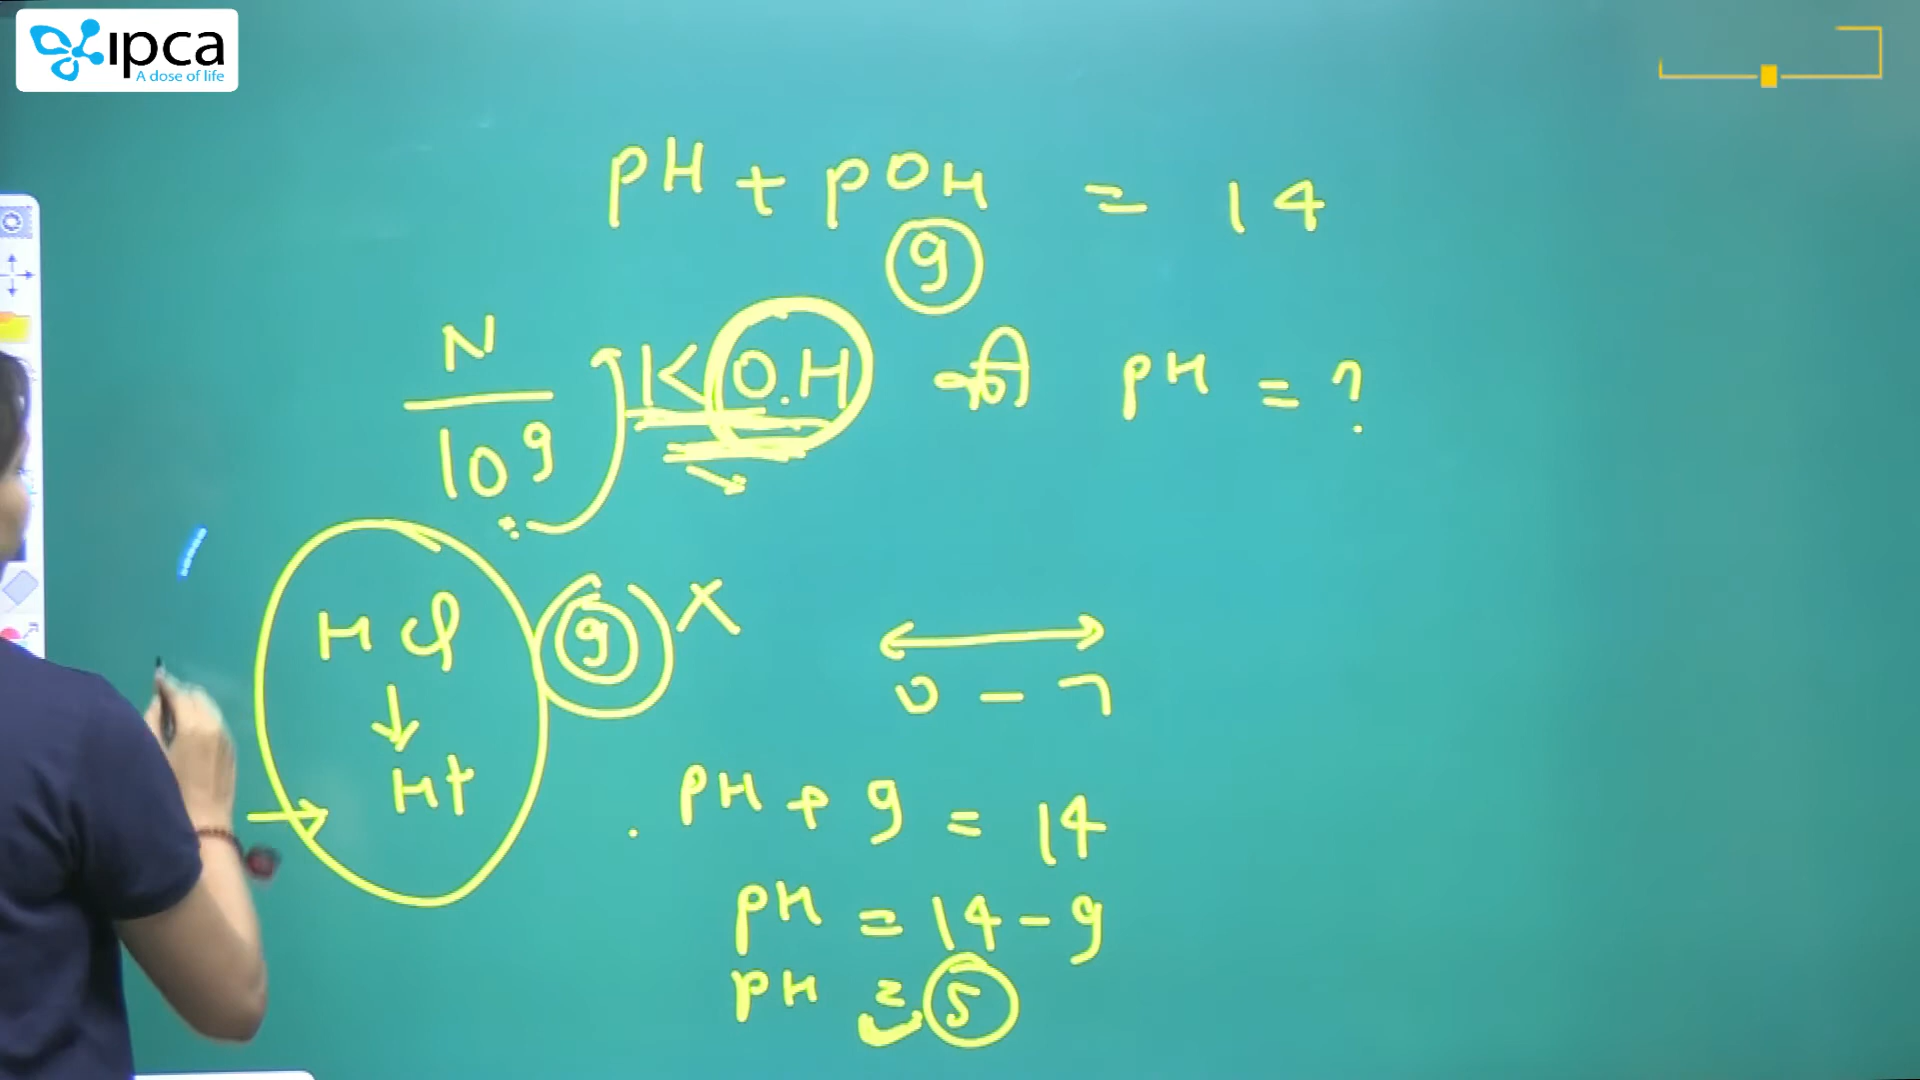 ipca
A dose of life
pH + pOH = 14
9
N
10⁹
KOH की pH = ?
HCl
↓
H+
9 X
0 - 7
pH + 9 = 14
pH = 14 - 9
pH = 5